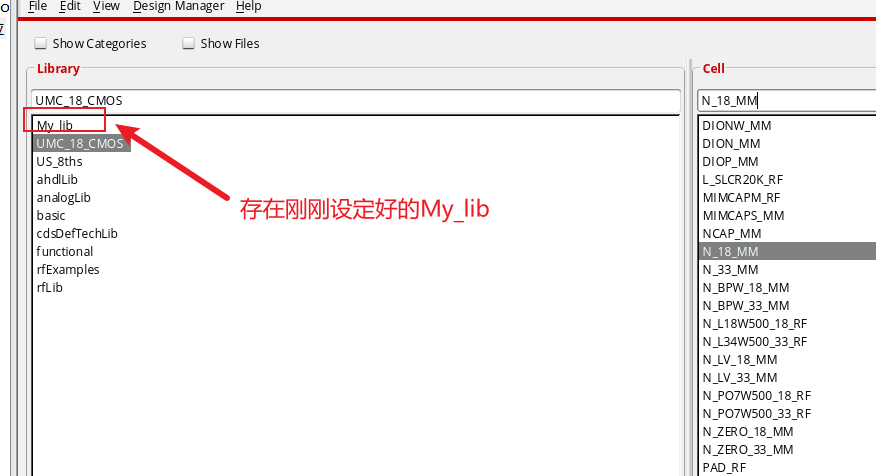 File Edit View Design Manager Help
Show Categories Show Files
Library
UMC_18_CMOS
My_lib
UMC_18_CMOS
US_8ths
ahdlLib
analogLib
basic
cdsDefTechLib
functional
rfExamples
rfLib
存在刚刚设定好的My_lib
Cell
N_18_MM
DIONW_MM
DION_MM
DIOP_MM
L_SLCR20K_RF
MIMCAPM_RF
MIMCAPS_MM
NCAP_MM
N_18_MM
N_33_MM
N_BPW_18_MM
N_BPW_33_MM
N_L18W500_18_RF
N_L34W500_33_RF
N_LV_18_MM
N_LV_33_MM
N_PO7W500_18_RF
N_PO7W500_33_RF
N_ZERO_18_MM
N_ZERO_33_MM
PAD_RF